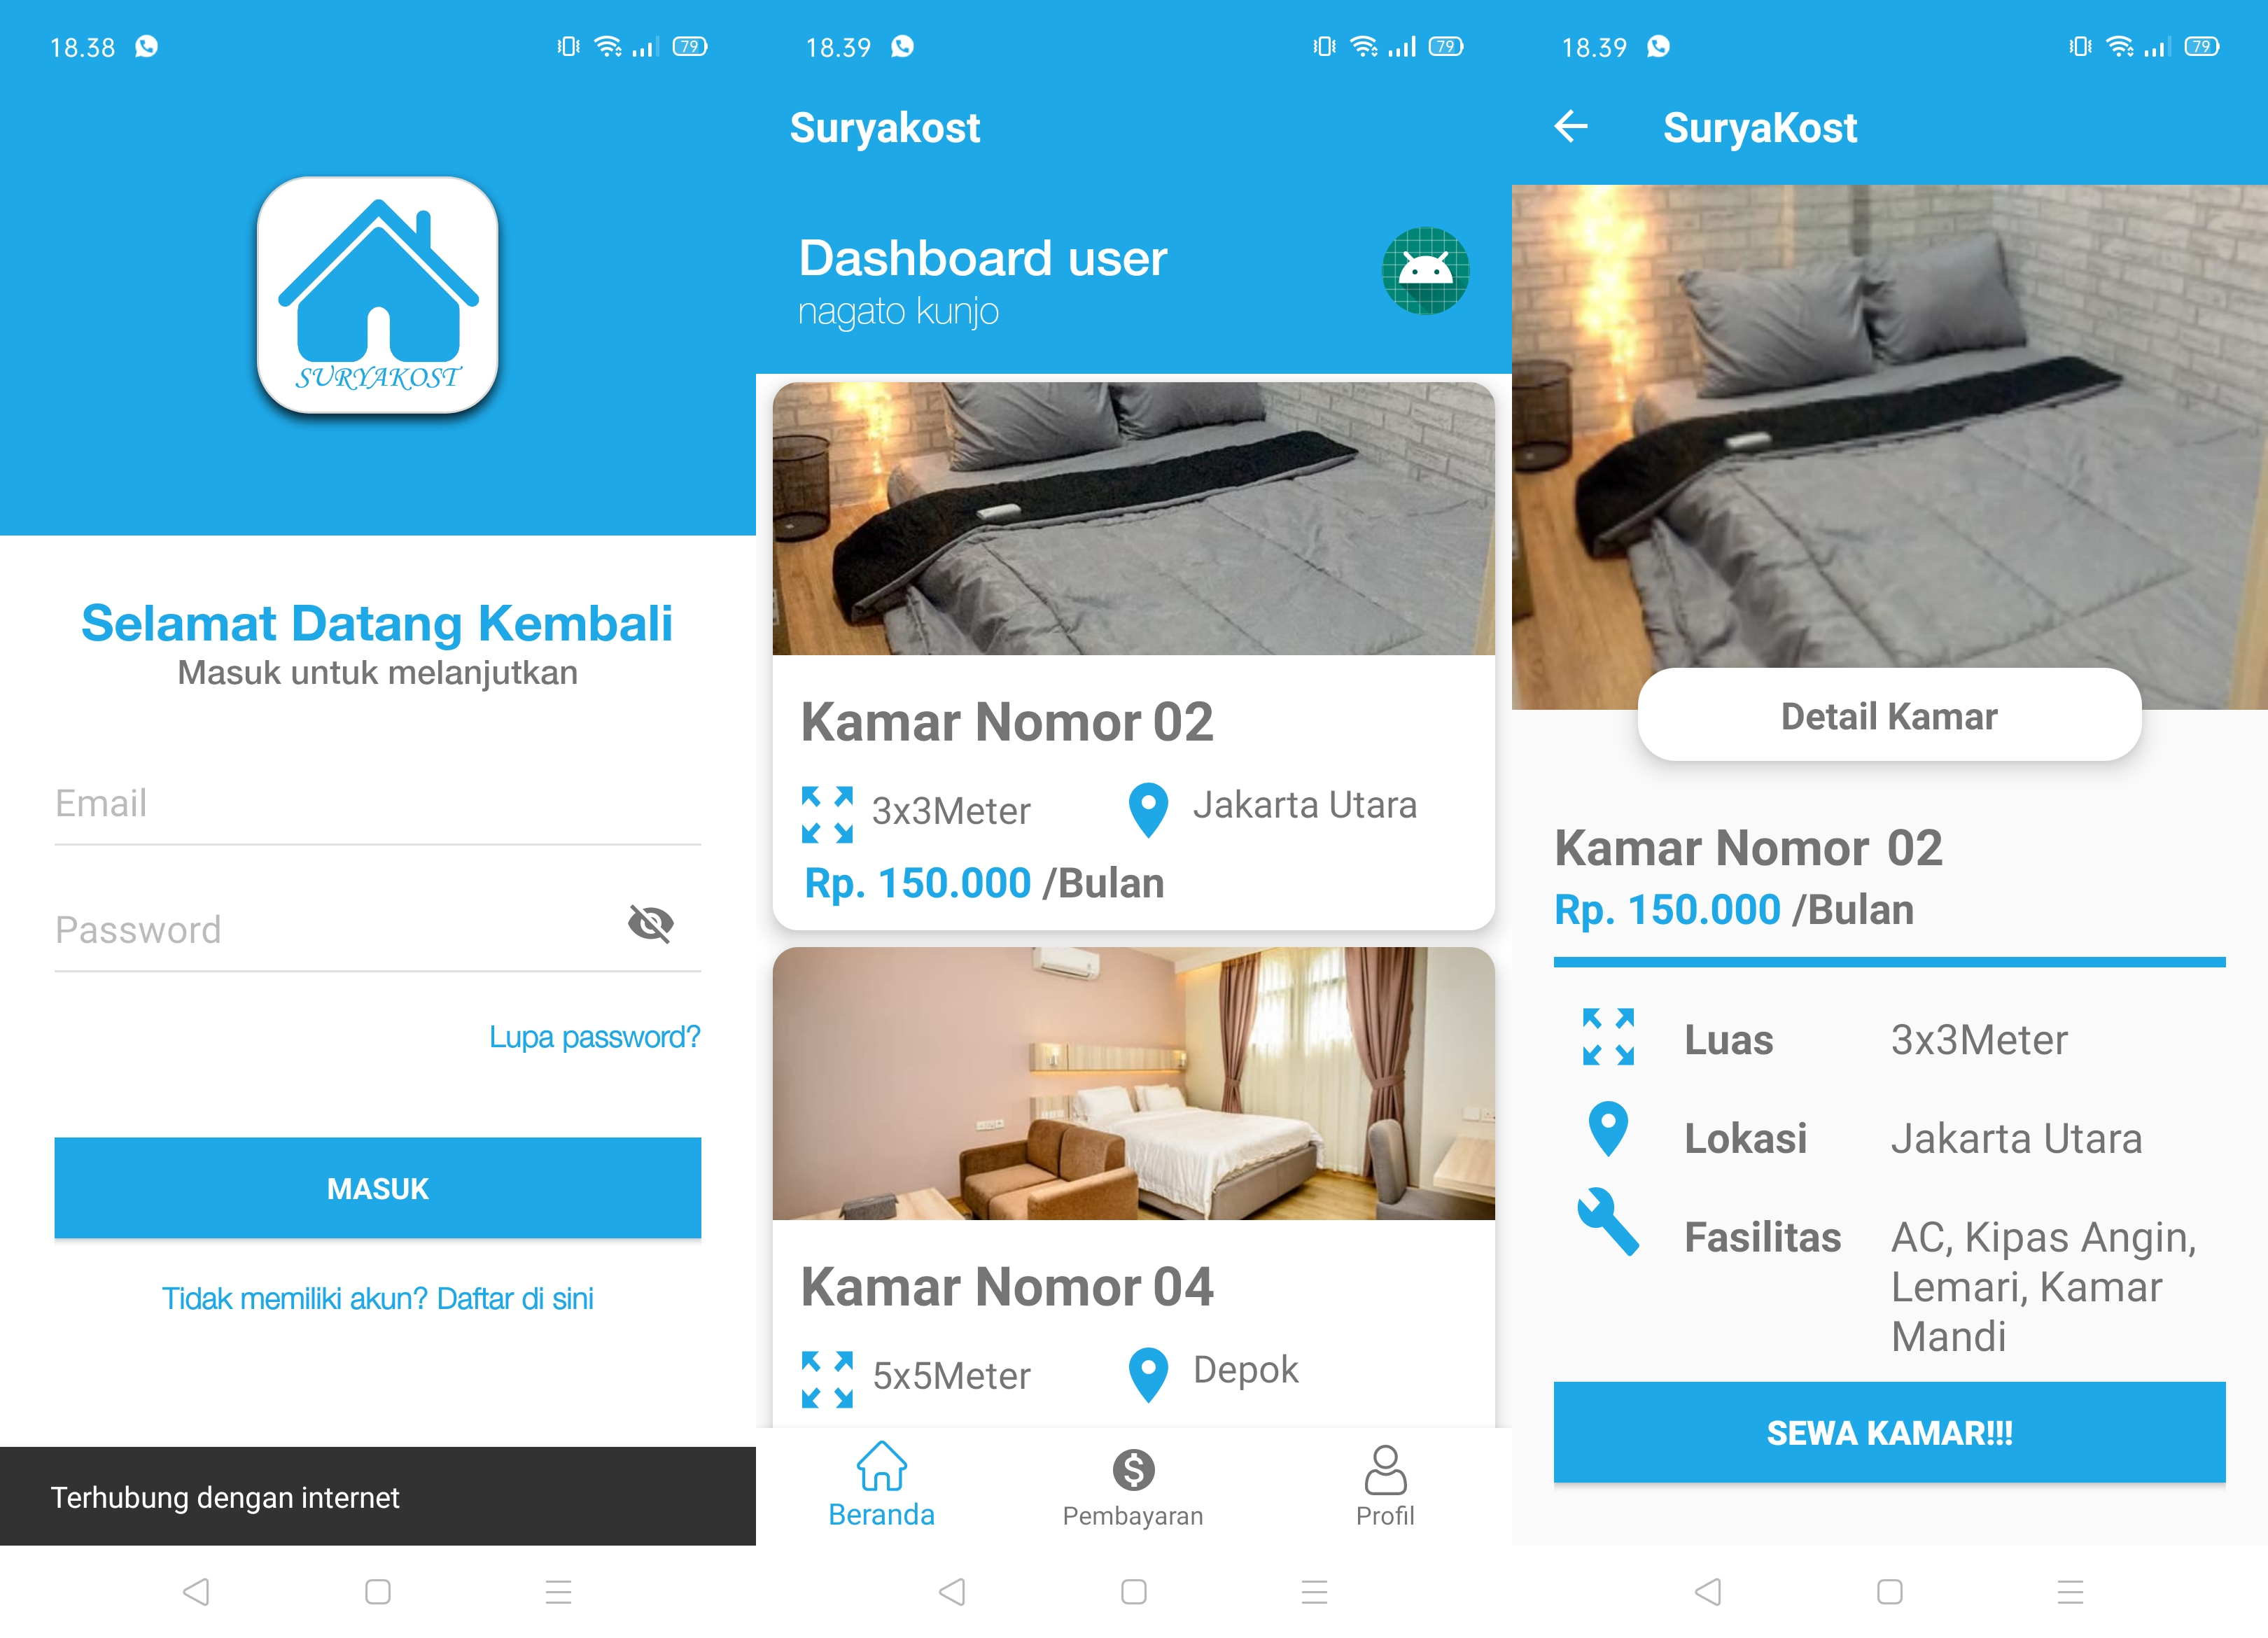 18.38
79
SURYAKOST
Selamat Datang Kembali
Masuk untuk melanjutkan
Email
Password
Lupa password?
MASUK
Tidak memiliki akun? Daftar di sini
Terhubung dengan internet
18.39
79
Suryakost
Dashboard user
nagato kunjo
Kamar Nomor 02
3x3Meter
Jakarta Utara
Rp. 150.000 /Bulan
Kamar Nomor 04
5x5Meter
Depok
Beranda
Pembayaran
Profil
18.39
79
SuryaKost
Detail Kamar
Kamar Nomor 02
Rp. 150.000 /Bulan
Luas 3x3Meter
Lokasi Jakarta Utara
Fasilitas AC, Kipas Angin,
Lemari, Kamar
Mandi
SEWA KAMAR!!!